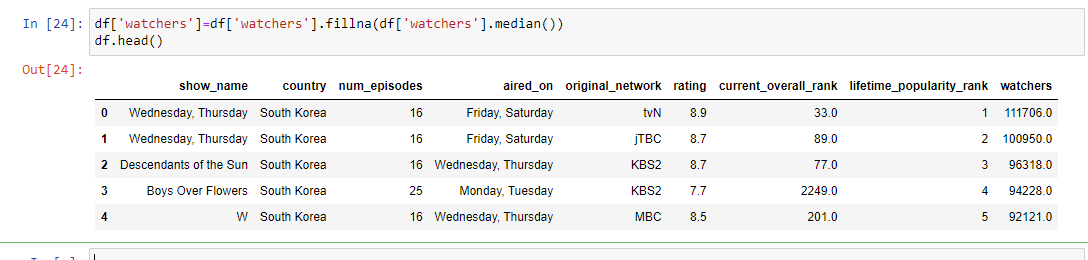 In [24]: df['watchers']=df['watchers'].fillna(df['watchers'].median())
df.head()
Out[24]:
show_name country num_episodes aired_on original_network rating current_overall_rank lifetime_popularity_rank watchers
0 Wednesday, Thursday South Korea 16 Friday, Saturday tvN 8.9 33.0 1 111706.0
1 Wednesday, Thursday South Korea 16 Friday, Saturday jTBC 8.7 89.0 2 100950.0
2 Descendants of the Sun South Korea 16 Wednesday, Thursday KBS2 8.7 77.0 3 96318.0
3 Boys Over Flowers South Korea 25 Monday, Tuesday KBS2 7.7 2249.0 4 94228.0
4 W South Korea 16 Wednesday, Thursday MBC 8.5 201.0 5 92121.0